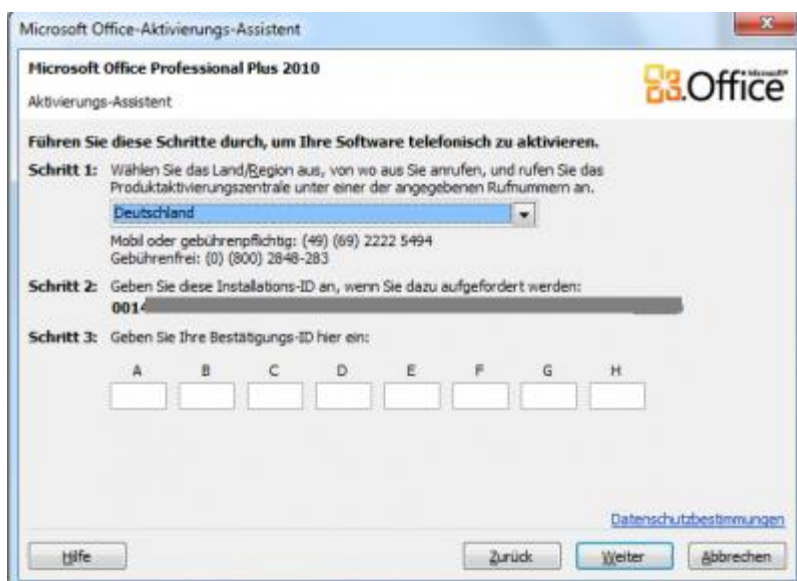 Microsoft Office-Aktivierungs-Assistent
Microsoft Office Professional Plus 2010
Microsoft®
Office
Aktivierungs-Assistent
Führen Sie diese Schritte durch, um Ihre Software telefonisch zu aktivieren.
Schritt 1: Wählen Sie das Land/Region aus, von wo aus Sie anrufen, und rufen Sie das
Produktaktivierungszentrale unter einer der angegebenen Rufnummern an.
Deutschland
Mobil oder gebührenpflichtig: (49) (69) 2222 5494
Gebührenfrei: (0) (800) 2848-283
Schritt 2: Geben Sie diese Installations-ID an, wenn Sie dazu aufgefordert werden:
0014
Schritt 3: Geben Sie Ihre Bestätigungs-ID hier ein:
A B C D E F G H
Datenschutzbestimmungen
Hilfe Zurück Weiter Abbrechen